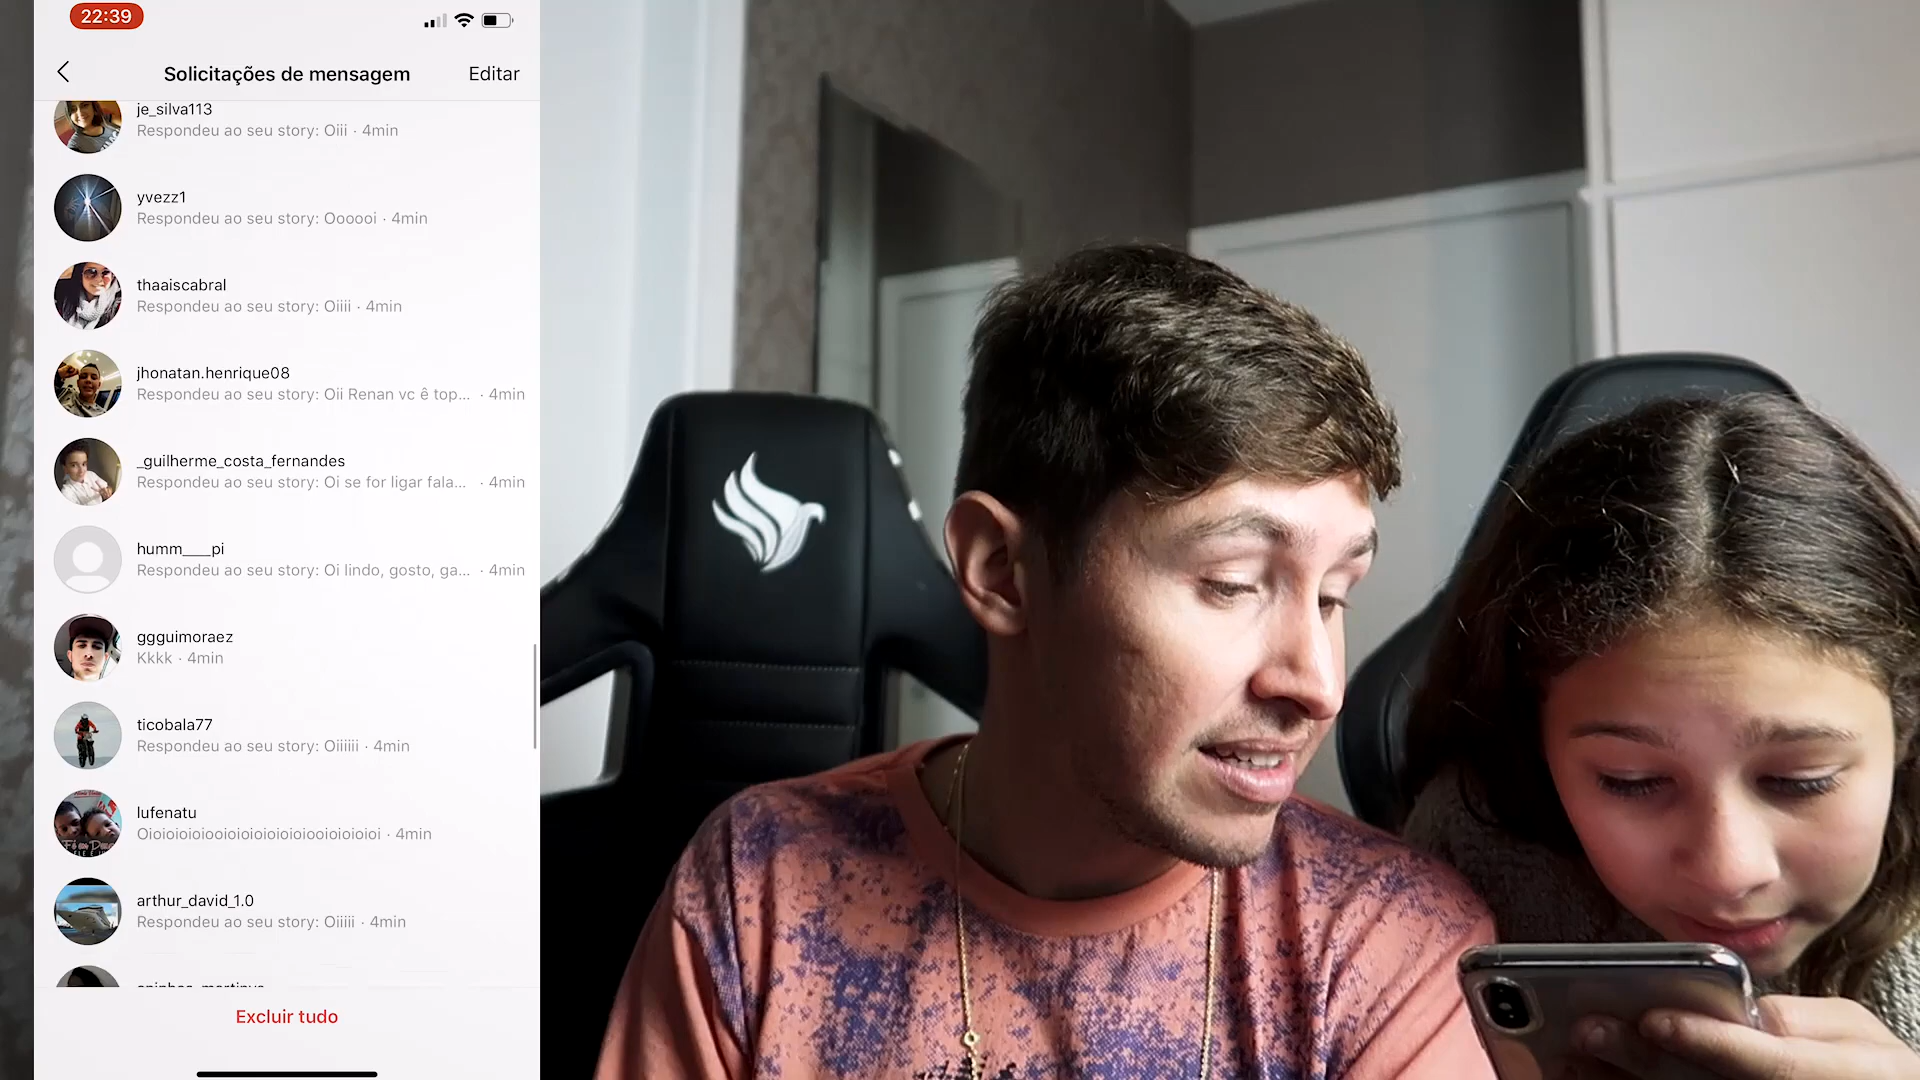 22:39
Solicitações de mensagem
Editar
je_silva113
Respondeu ao seu story: Oiii · 4min
yvezz1
Respondeu ao seu story: Oooooi · 4min
thaaiscabral
Respondeu ao seu story: Oiiii · 4min
jhonatan.henrique08
Respondeu ao seu story: Oii Renan vc ê top... · 4min
_guilherme_costa_fernandes
Respondeu ao seu story: Oi se for ligar fala... · 4min
humm____pi
Respondeu ao seu story: Oi lindo, gosto, ga... · 4min
ggguimoraez
Kkkk · 4min
ticobala77
Respondeu ao seu story: Oiiiiii · 4min
lufenatu
Oioioioioiooioioioioioioiooioioioioi · 4min
arthur_david_1.0
Respondeu ao seu story: Oiiiii · 4min
Excluir tudo